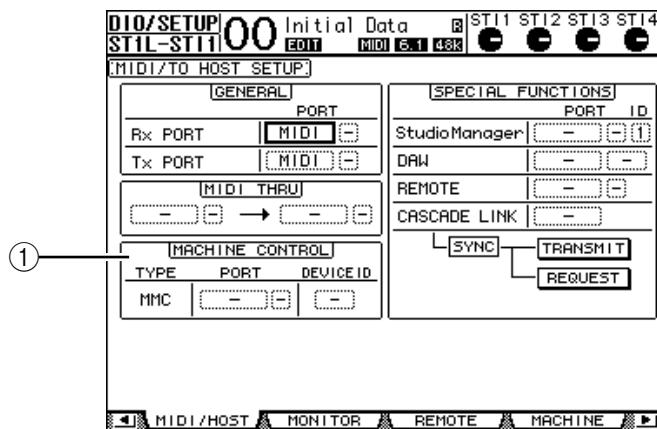 DIO/SETUP 00 Initial Data R ST11 ST12 ST13 ST14
ST1L-ST11 EDIT MIDI 6.1 48k
MIDI/TO HOST SETUP
GENERAL
PORT
Rx PORT MIDI -
Tx PORT MIDI -
MIDI THRU
- - → - -
① MACHINE CONTROL
TYPE PORT DEVICE ID
MMC - - -
SPECIAL FUNCTIONS
PORT ID
StudioManager - - 1
DAW - -
REMOTE - -
CASCADE LINK -
SYNC TRANSMIT
REQUEST
MIDI/HOST MONITOR REMOTE MACHINE